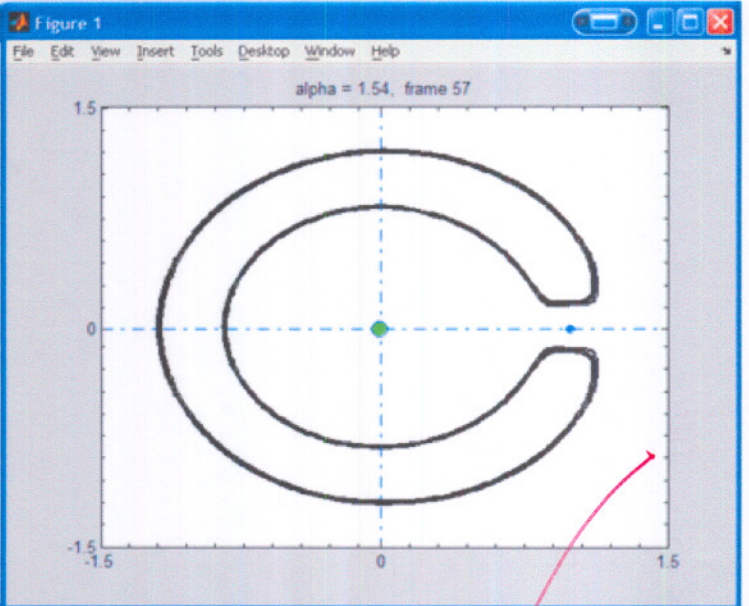 Figure 1
File Edit View Insert Tools Desktop Window Help
alpha = 1.54, frame 57
1.5
0
-1.5
-1.5 0 1.5